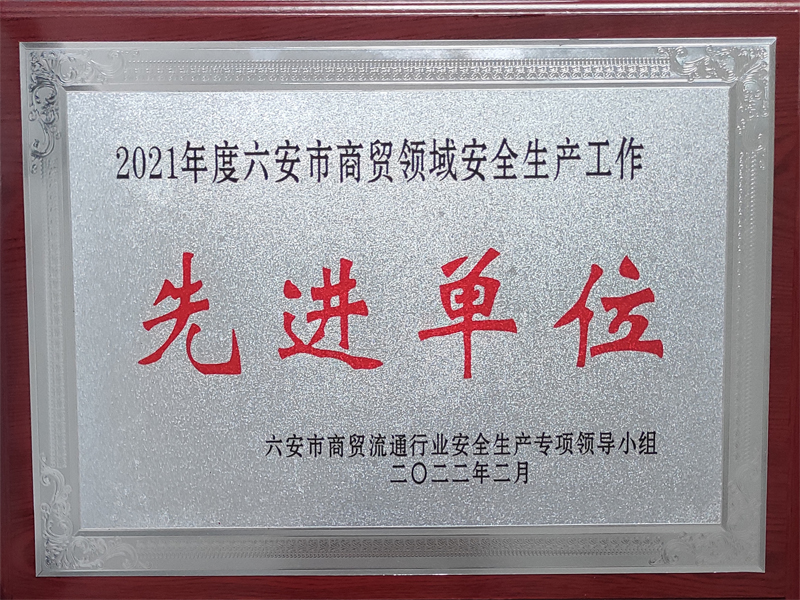 2021年度六安市商贸领域安全生产工作
先进单位
六安市商贸流通行业安全生产专项领导小组
二〇二二年二月